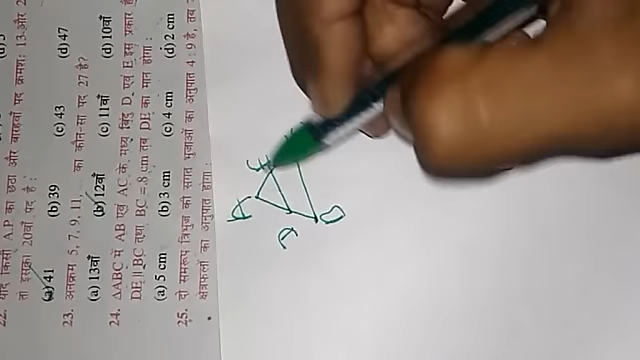 22. यदि किसी A.P का छठा और बारहवाँ पद क्रमशः 13 और 2
तो इसका 20वाँ पद है :
(a) 41 (b) 39 (c) 43 (d) 47
23. अनुक्रम 5, 7, 9, 11, का कौन-सा पद 27 है?
(a) 13वाँ (b) 12वाँ (c) 11वाँ (d) 10वाँ
24. ΔABC में AB एवं AC के मध्य बिंदु D एवं E इस प्रकार है
DE || BC तथा BC = 8 cm तब DE का मान होगा :
(a) 5 cm (b) 3 cm (c) 4 cm (d) 2 cm
25. दो समरूप त्रिभुज की संगत भुजाओं का अनुपात 4 : 9 है, तब
क्षेत्रफलों का अनुपात होगा :
A
E